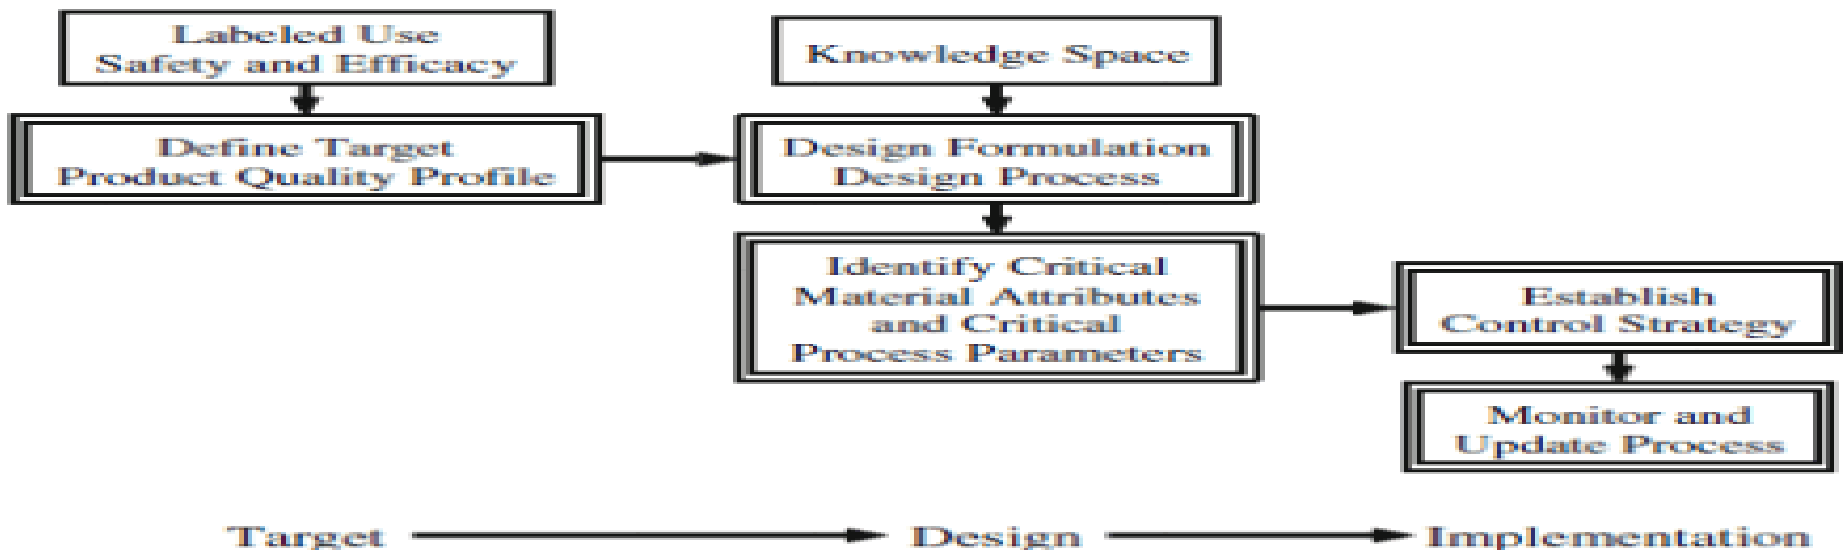 Labeled Use
Safety and Efficacy
Knowledge Space
Define Target
Product Quality Profile
Design Formulation
Design Process
Identify Critical
Material Attributes
and Critical
Process Parameters
Establish
Control Strategy
Monitor and
Update Process
Target
Design
Implementation